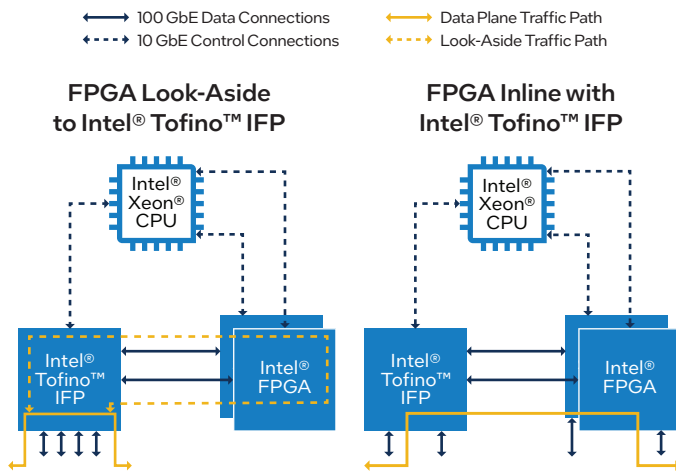 100 GbE Data Connections
10 GbE Control Connections
Data Plane Traffic Path
Look-Aside Traffic Path
FPGA Look-Aside
to Intel® Tofino™ IFP
Intel®
Xeon®
CPU
Intel®
Tofino™
IFP
Intel®
FPGA
FPGA Inline with
Intel® Tofino™ IFP
Intel®
Xeon®
CPU
Intel®
Tofino™
IFP
Intel®
FPGA